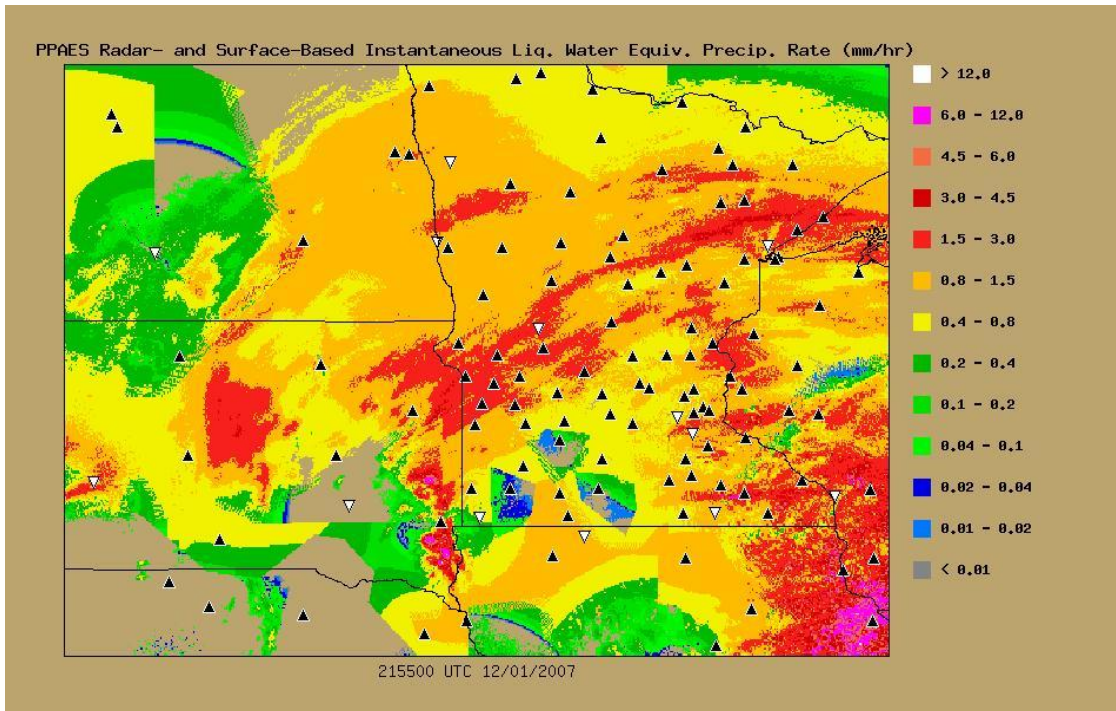 PPAES Radar- and Surface-Based Instantaneous Liq. Water Equiv. Precip. Rate (mm/hr)
> 12.0
6.0 - 12.0
4.5 - 6.0
3.0 - 4.5
1.5 - 3.0
0.8 - 1.5
0.4 - 0.8
0.2 - 0.4
0.1 - 0.2
0.04 - 0.1
0.02 - 0.04
0.01 - 0.02
< 0.01
215500 UTC 12/01/2007